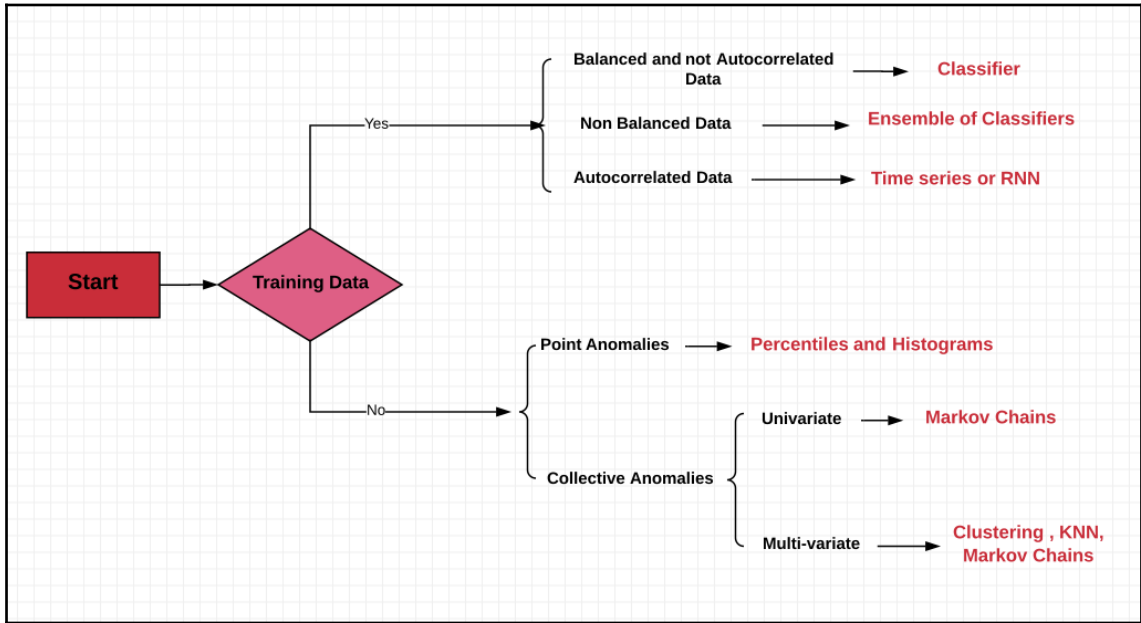 Balanced and not Autocorrelated
Data
Classifier
Yes
Non Balanced Data
Ensemble of Classifiers
Autocorrelated Data
Time series or RNN
Start
Training Data
Point Anomalies
Percentiles and Histograms
No
Univariate
Markov Chains
Collective Anomalies
Multi-variate
Clustering , KNN,
Markov Chains